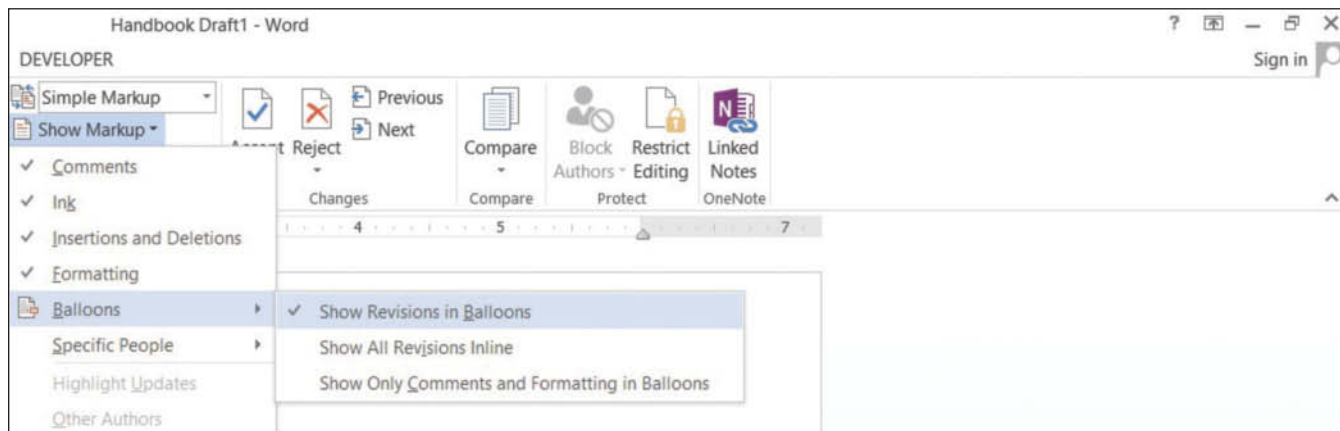 Handbook Draft1 - Word
?
DEVELOPER
Sign in
Simple Markup
Show Markup
Reject
Previous
Next
Compare
Block Authors
Restrict Editing
Linked Notes
Changes
Compare
Protect
OneNote
4 5 7
Comments
Ink
Insertions and Deletions
Formatting
Balloons
Specific People
Highlight Updates
Other Authors
Show Revisions in Balloons
Show All Revisions Inline
Show Only Comments and Formatting in Balloons